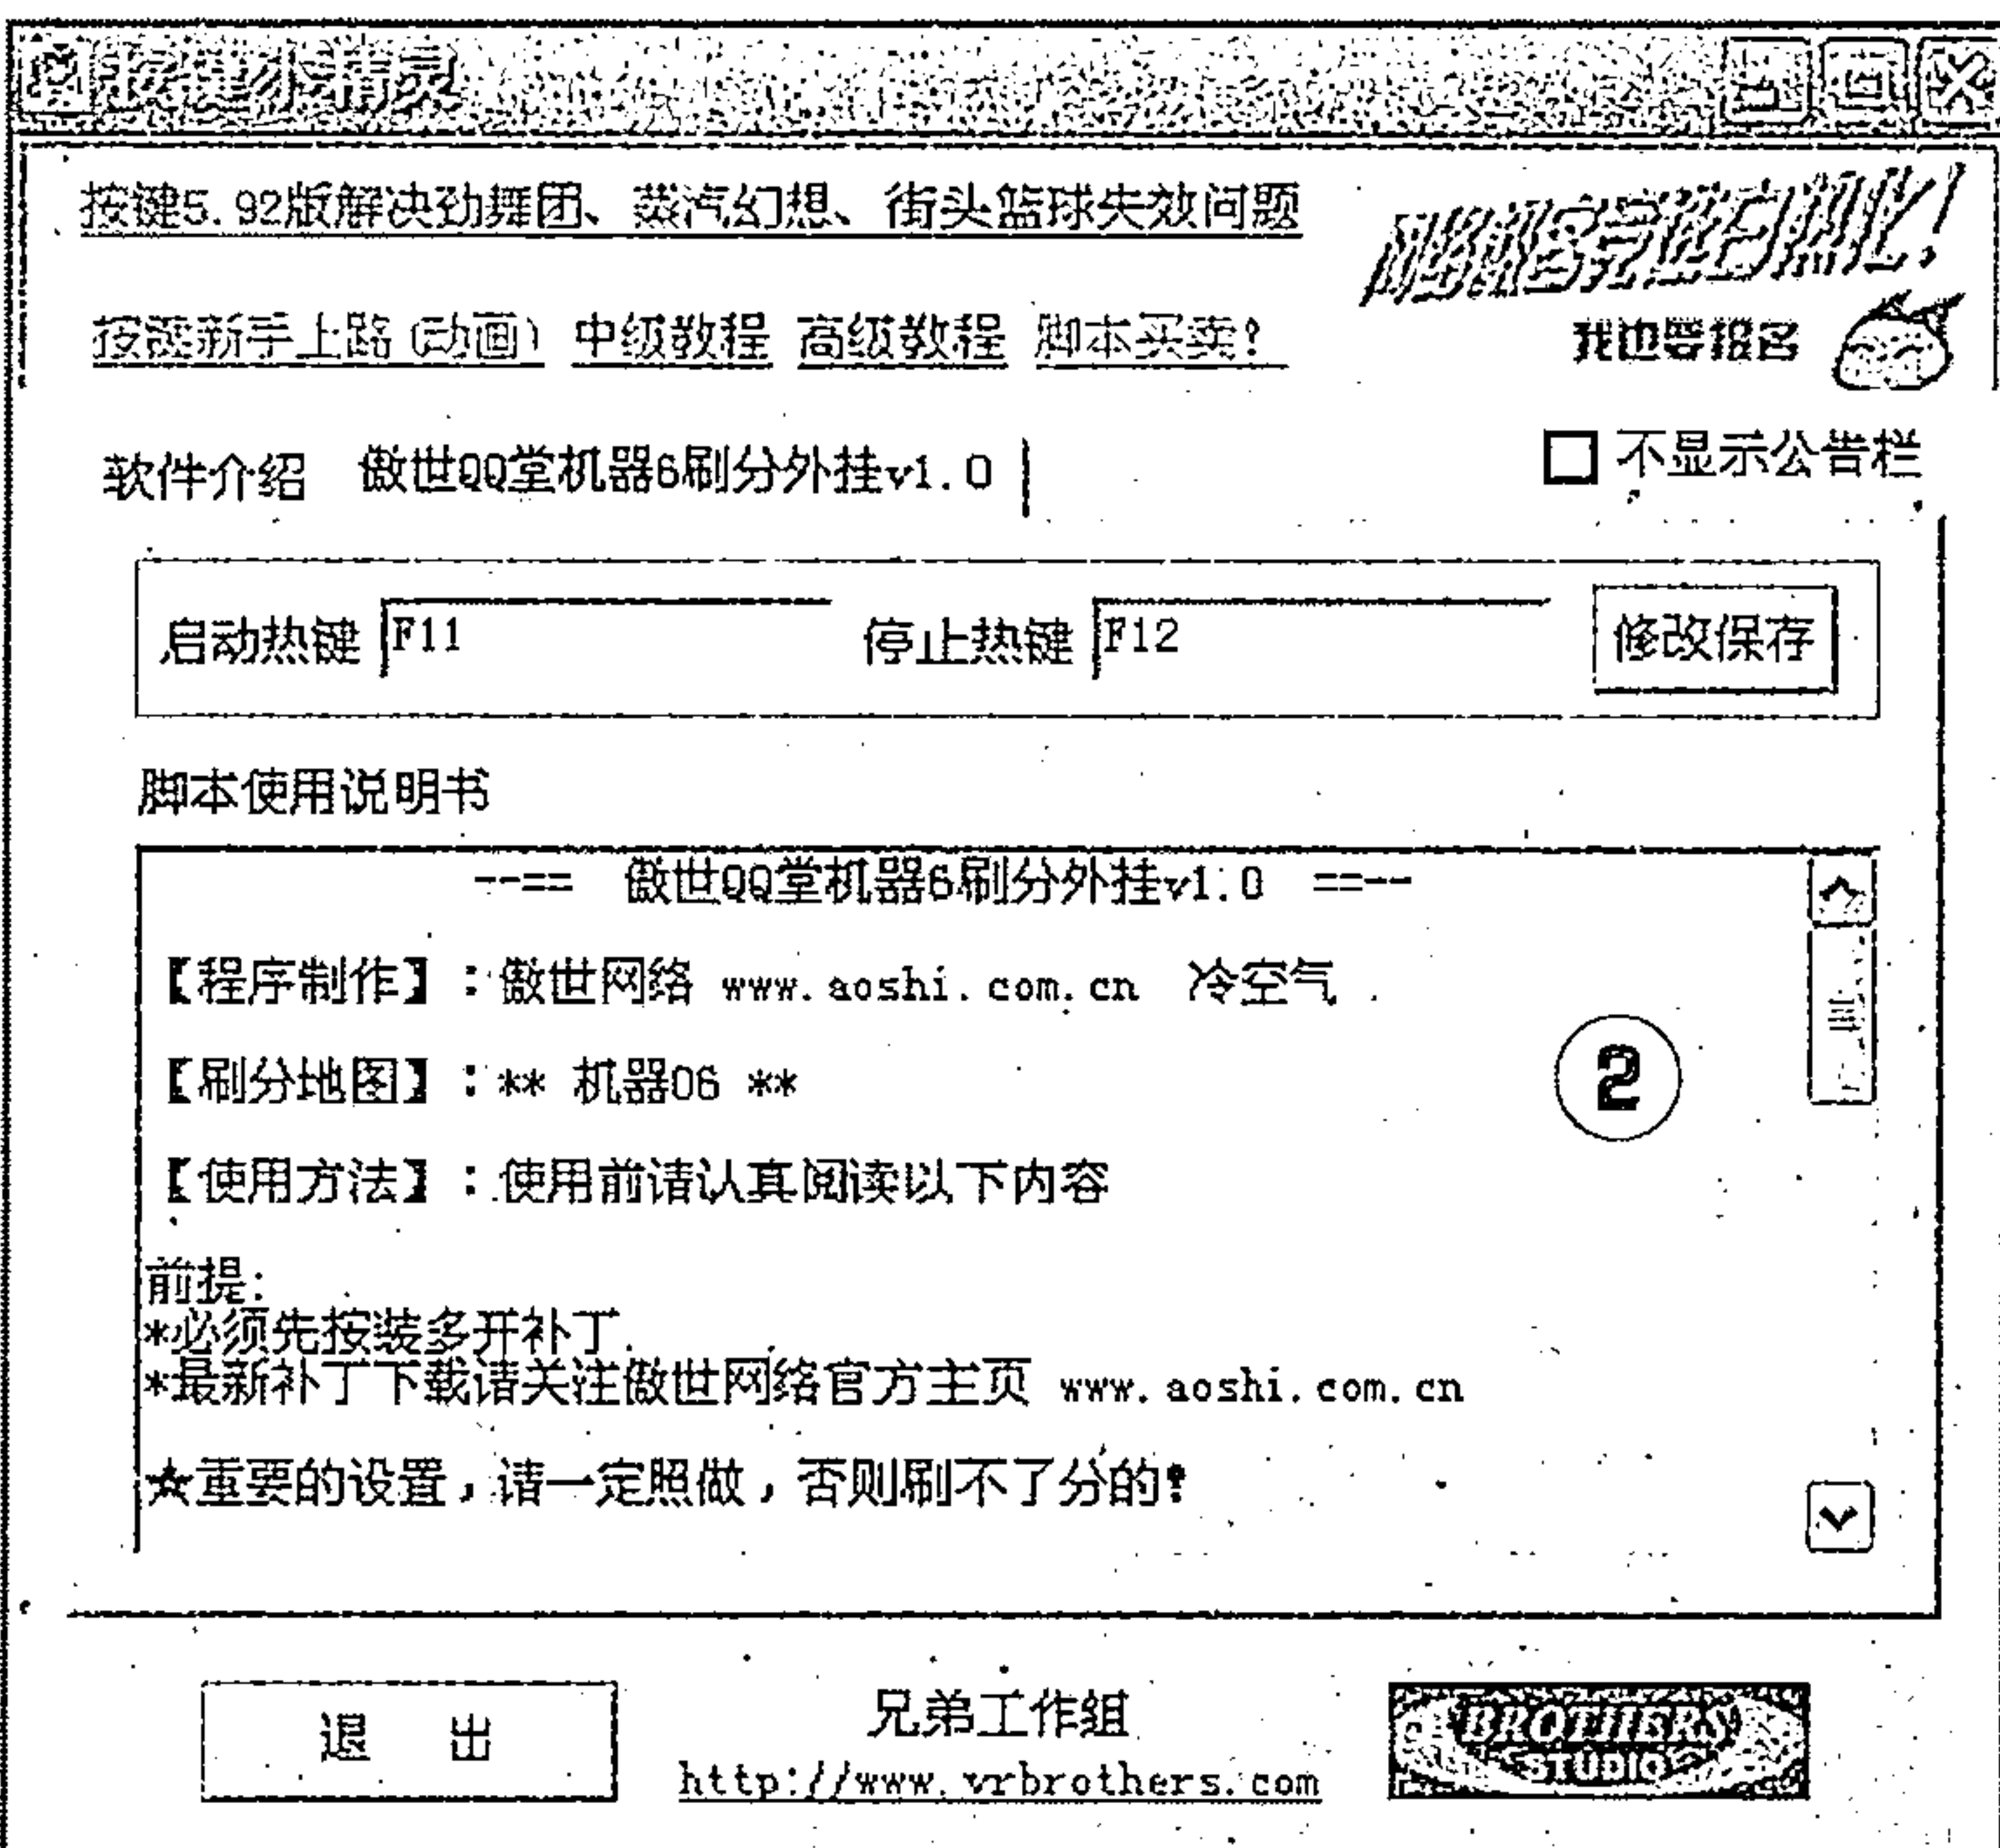 按键小精灵
按键5.92版解决劲舞团、蒸汽幻想、街头篮球失效问题
按键新手上路(动画) 中级教程 高级教程 脚本买卖!
我也要报名
软件介绍 傲世QQ堂机器6刷分外挂v1.0
不显示公告栏
启动热键 F11 停止热键 F12 修改保存
脚本使用说明书
--== 傲世QQ堂机器6刷分外挂v1.0 ==--
【程序制作】:傲世网络 www.aoshi.com.cn 冷空气
【刷分地图】:** 机器06 **
2
【使用方法】:使用前请认真阅读以下内容
前提:
*必须先按装多开补丁.
*最新补丁下载请关注傲世网络官方主页 www.aoshi.com.cn
★重要的设置,请一定照做,否则刷不了分的!
退 出
兄弟工作组
http://www.vrbrothers.com
BROTHERS
STUDIO